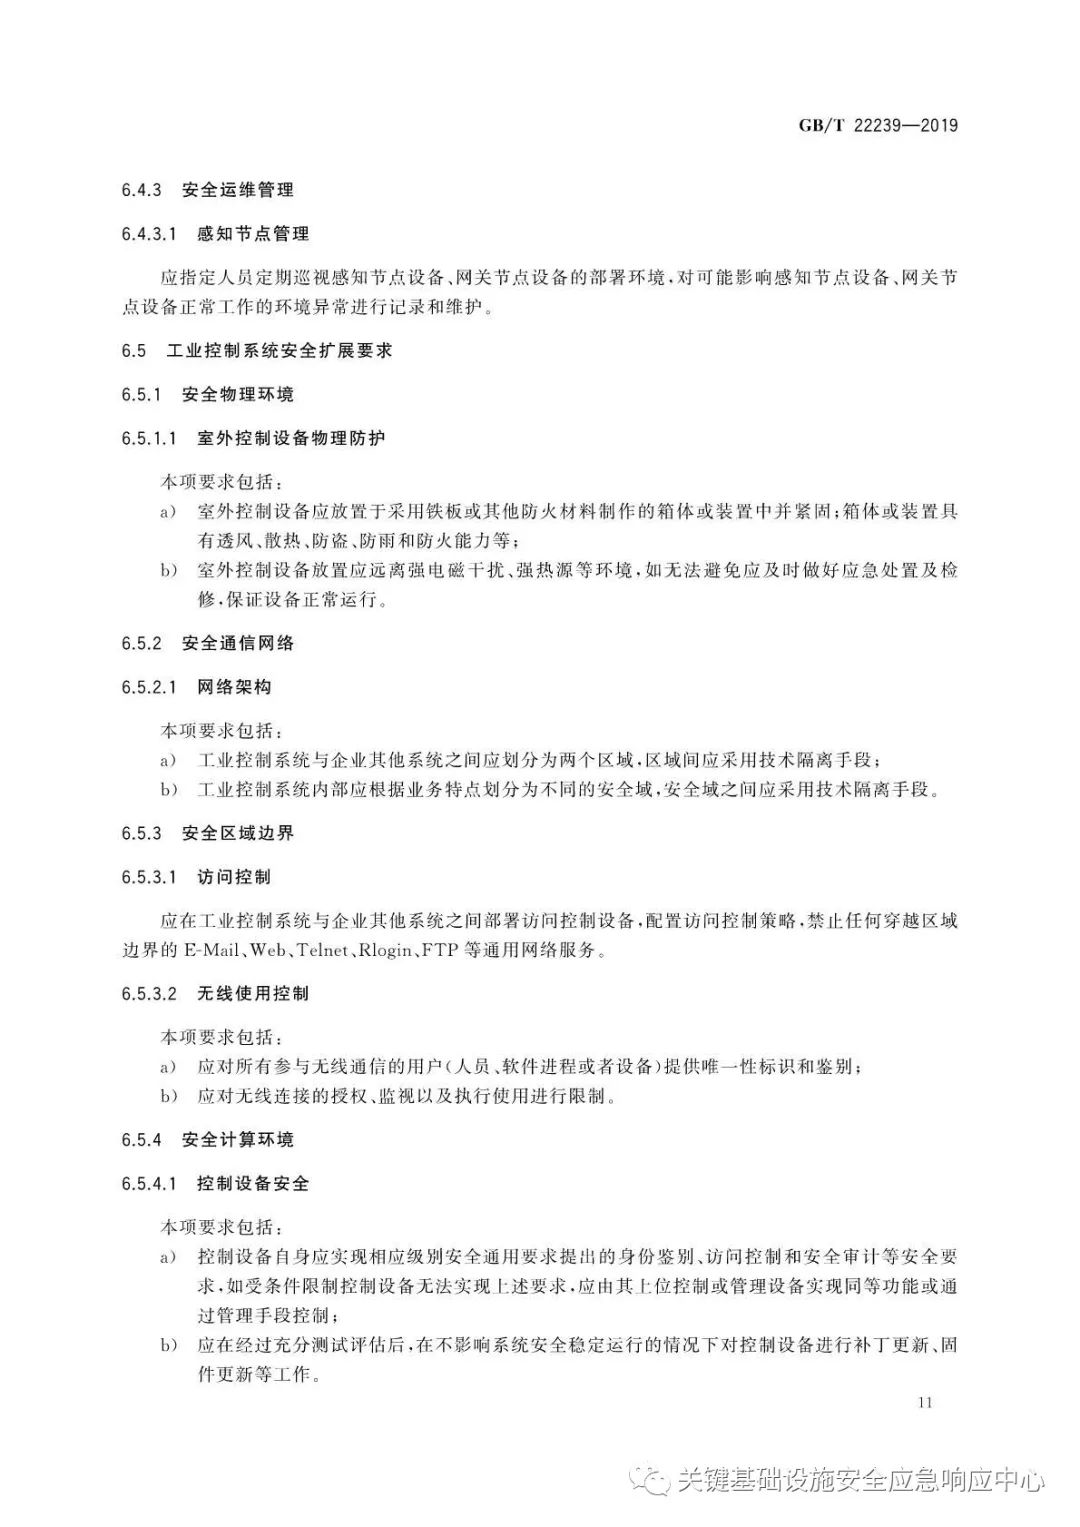 GB/T 22239—2019
6.4.3 安全运维管理
6.4.3.1 感知节点管理
应指定人员定期巡视感知节点设备、网关节点设备的部署环境,对可能影响感知节点设备、网关节
点设备正常工作的环境异常进行记录和维护。
6.5 工业控制系统安全扩展要求
6.5.1 安全物理环境
6.5.1.1 室外控制设备物理防护
本项要求包括:
a) 室外控制设备应放置于采用铁板或其他防火材料制作的箱体或装置中并紧固;箱体或装置具
有透风、散热、防盗、防雨和防火能力等;
b) 室外控制设备放置应远离强电磁干扰、强热源等环境,如无法避免应及时做好应急处置及检
修,保证设备正常运行。
6.5.2 安全通信网络
6.5.2.1 网络架构
本项要求包括:
a) 工业控制系统与企业其他系统之间应划分为两个区域,区域间应采用技术隔离手段;
b) 工业控制系统内部应根据业务特点划分为不同的安全域,安全域之间应采用技术隔离手段。
6.5.3 安全区域边界
6.5.3.1 访问控制
应在工业控制系统与企业其他系统之间部署访问控制设备,配置访问控制策略,禁止任何穿越区域
边界的 E-Mail、Web、Telnet、Rlogin、FTP 等通用网络服务。
6.5.3.2 无线使用控制
本项要求包括:
a) 应对所有参与无线通信的用户(人员、软件进程或者设备)提供唯一性标识和鉴别;
b) 应对无线连接的授权、监视以及执行使用进行限制。
6.5.4 安全计算环境
6.5.4.1 控制设备安全
本项要求包括:
a) 控制设备自身应实现相应级别安全通用要求提出的身份鉴别、访问控制和安全审计等安全要
求,如受条件限制控制设备无法实现上述要求,应由其上位控制或管理设备实现同等功能或通
过管理手段控制;
b) 应在经过充分测试评估后,在不影响系统安全稳定运行的情况下对控制设备进行补丁更新、固
件更新等工作。
11
关键基础设施安全应急响应中心